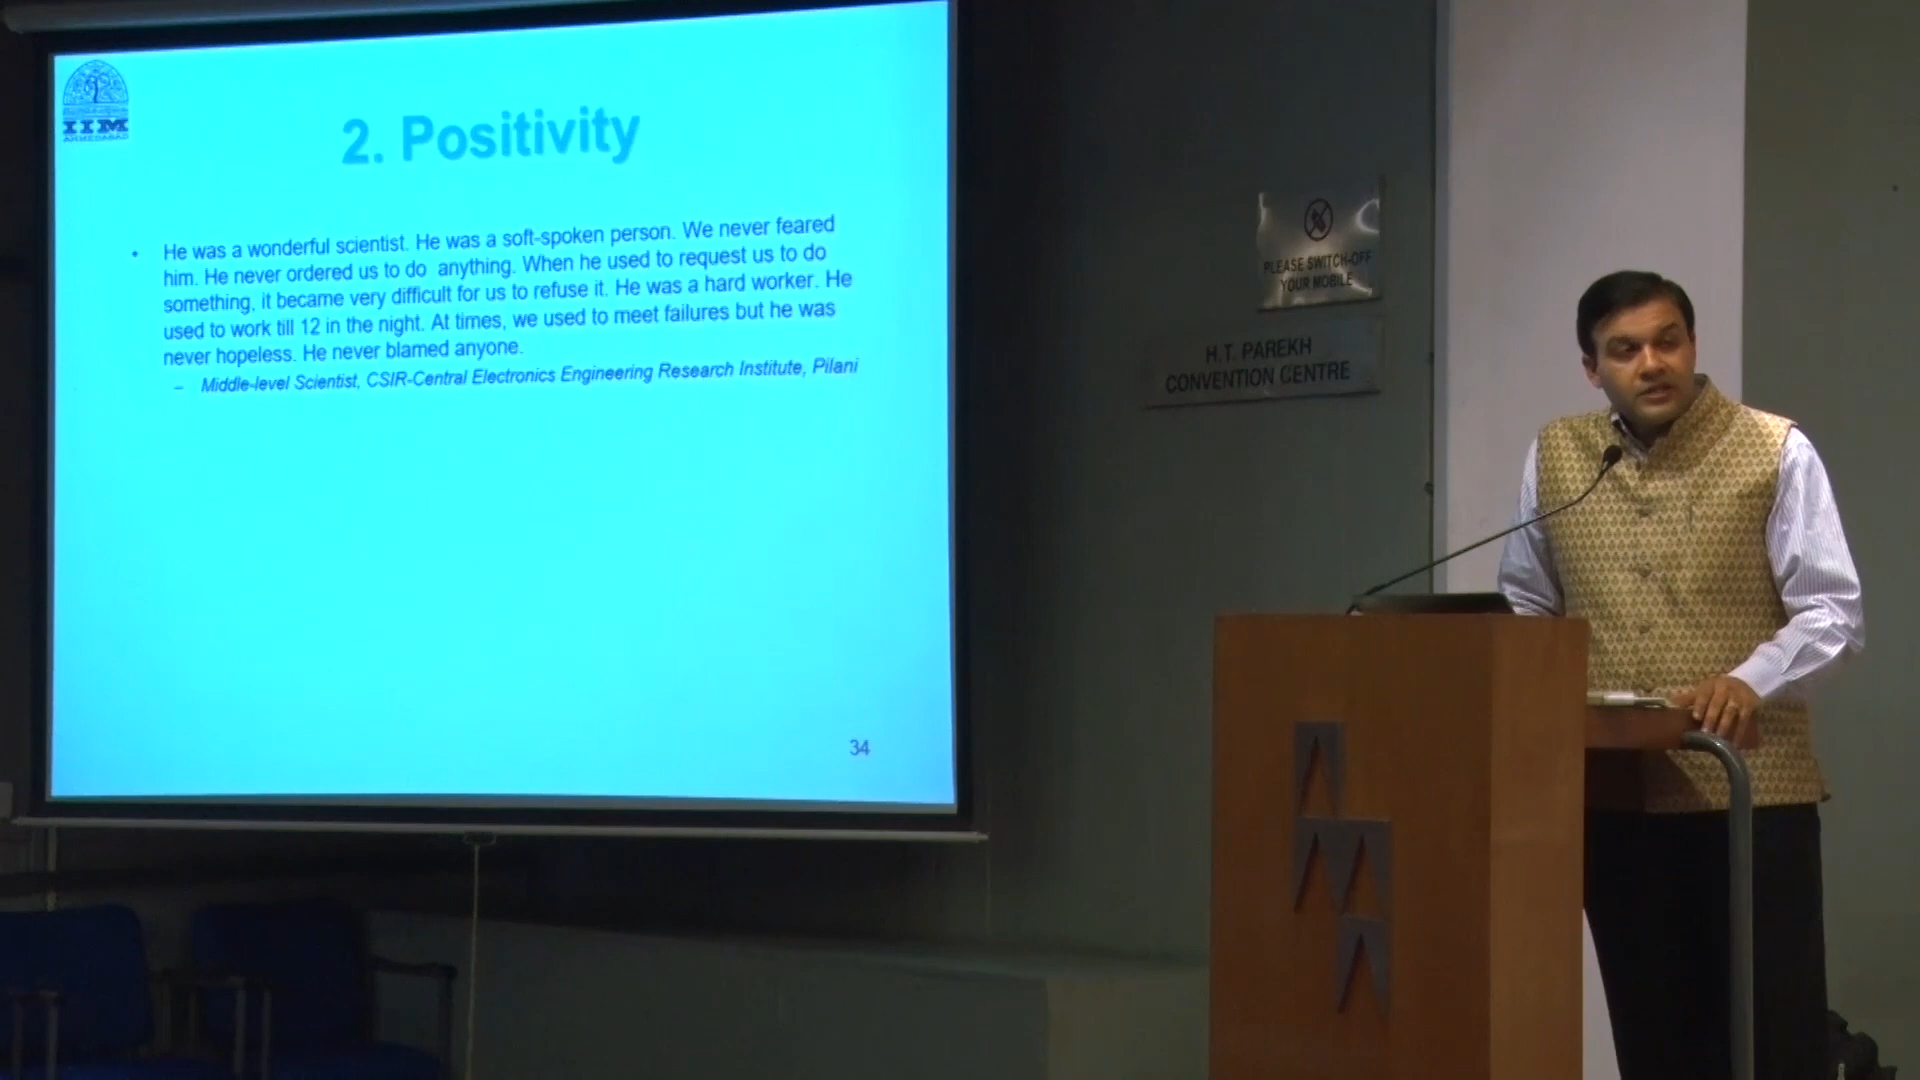 IIM
AHMEDABAD
2. Positivity
• He was a wonderful scientist. He was a soft-spoken person. We never feared
him. He never ordered us to do anything. When he used to request us to do
something, it became very difficult for us to refuse it. He was a hard worker. He
used to work till 12 in the night. At times, we used to meet failures but he was
never hopeless. He never blamed anyone.
– Middle-level Scientist, CSIR-Central Electronics Engineering Research Institute, Pilani
34
PLEASE SWITCH-OFF
YOUR MOBILE
H.T. PAREKH
CONVENTION CENTRE
AMA